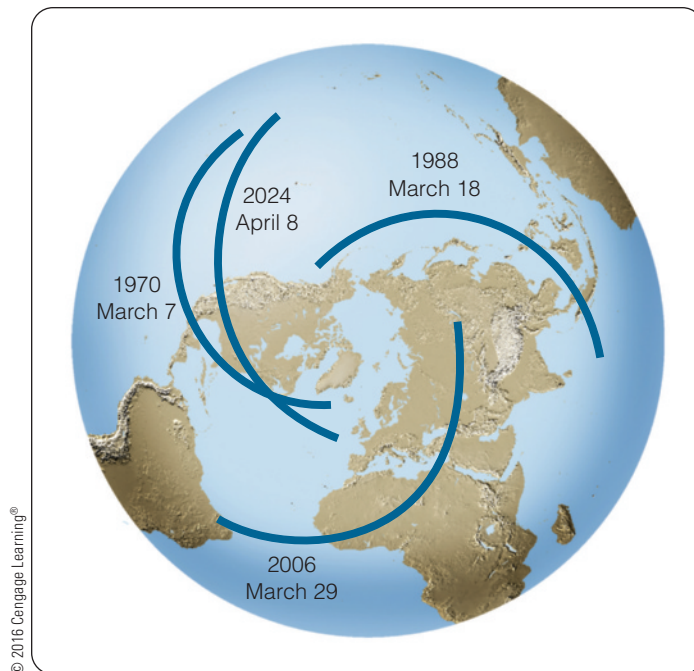 1988
March 18
2024
April 8
1970
March 7
2006
March 29
© 2016 Cengage Learning®